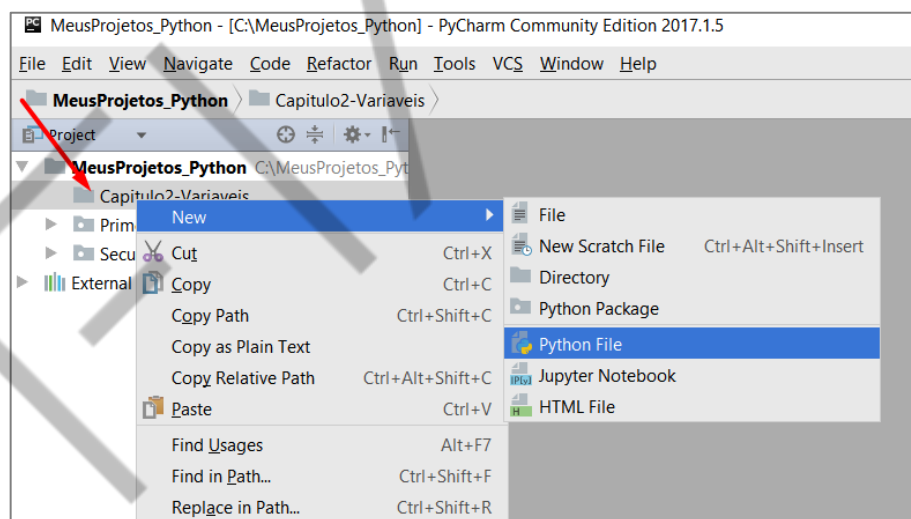 MeusProjetos_Python - [C:\MeusProjetos_Python] - PyCharm Community Edition 2017.1.5
File Edit View Navigate Code Refactor Run Tools VCS Window Help
MeusProjetos_Python Capitulo2-Variaveis
Project
MeusProjetos_Python C:\MeusProjetos_Pyt
Capitulo2-Variaveis
Prim
Secu
External
New
Cut Ctrl+X
Copy Ctrl+C
Copy Path Ctrl+Shift+C
Copy as Plain Text
Copy Relative Path Ctrl+Alt+Shift+C
Paste Ctrl+V
Find Usages Alt+F7
Find in Path... Ctrl+Shift+F
Replace in Path... Ctrl+Shift+R
File
New Scratch File Ctrl+Alt+Shift+Insert
Directory
Python Package
Python File
Jupyter Notebook
HTML File